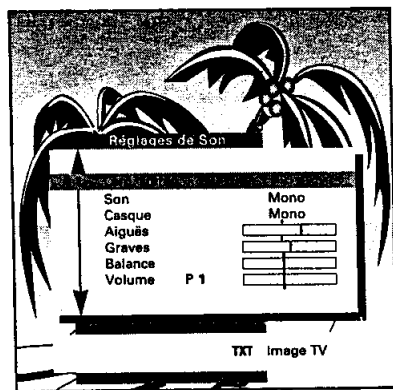 Réglages de Son
Son Mono
Casque Mono
Aiguës
Graves
Balance
Volume P 1
TXT Image TV